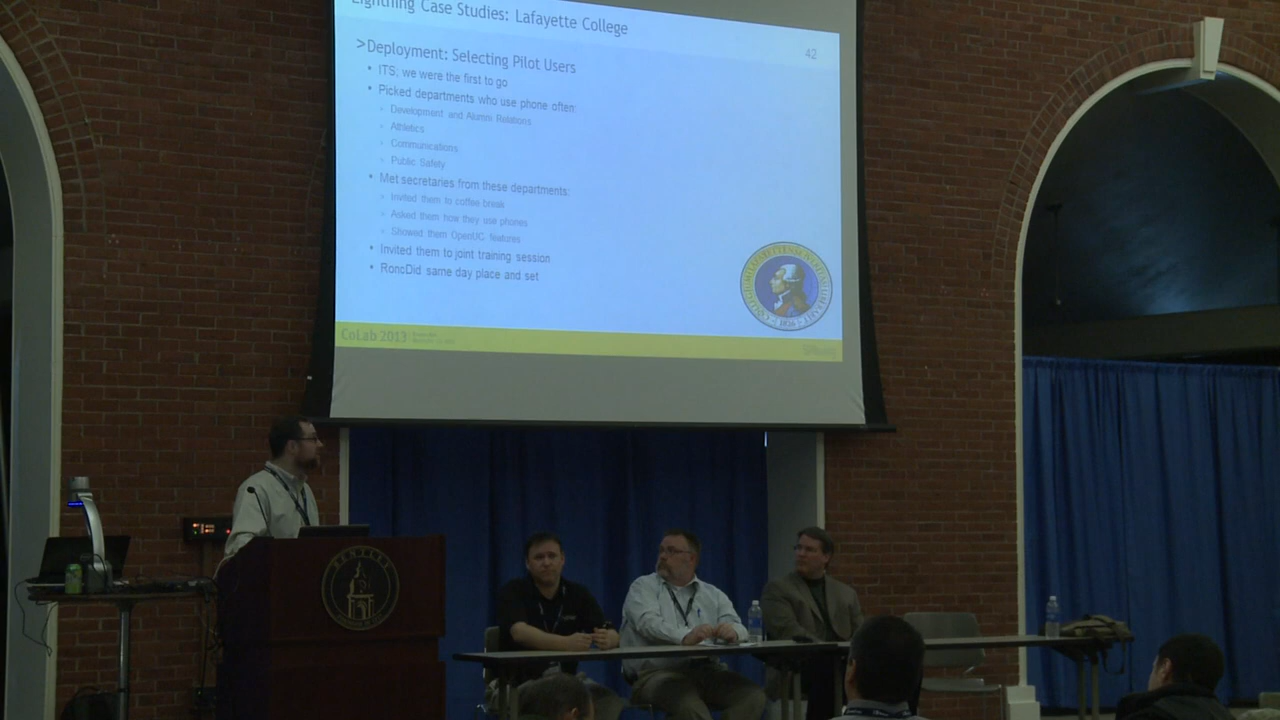 Lightning Case Studies: Lafayette College
42
>Deployment: Selecting Pilot Users
• ITS; we were the first to go
• Picked departments who use phone often:
Development and Alumni Relations
Athletics
Communications
Public Safety
• Met secretaries from these departments:
Invited them to coffee break
Asked them how they use phones
Showed them OpenUC features
• Invited them to joint training session
• RoncDid same day place and set
CoLab 2013
BENTLEY